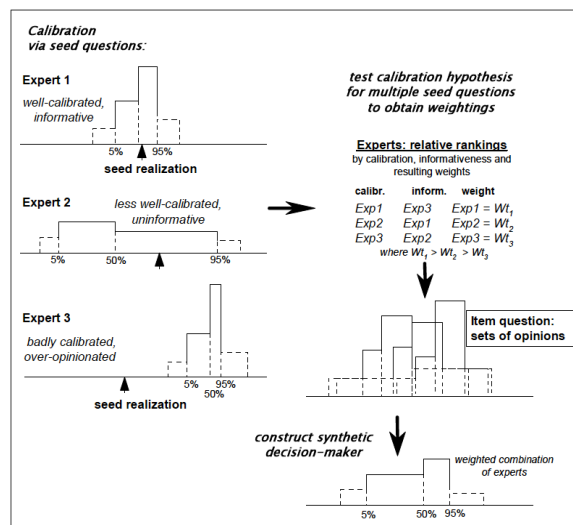 Calibration
via seed questions:
Expert 1
well-calibrated,
informative
5%
95%
seed realization
Expert 2
less well-calibrated,
uninformative
5%
50%
95%
Expert 3
badly calibrated,
over-opinionated
5%
95%
50%
seed realization
test calibration hypothesis
for multiple seed questions
to obtain weightings
Experts: relative rankings
by calibration, informativeness and
resulting weights
calibr. inform. weight
Exp1 Exp3 Exp1 = Wt1
Exp2 Exp1 Exp2 = Wt2
Exp3 Exp2 Exp3 = Wt3
where Wt1 > Wt2 > Wt3
Item question:
sets of opinions
construct synthetic
decision-maker
weighted combination
of experts
5%
50%
95%